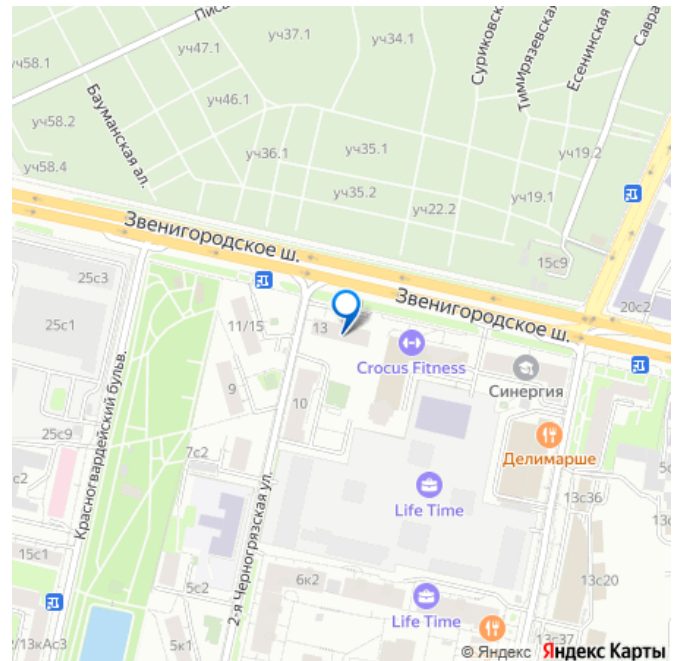 Пись
уч37.1
уч34.1
Суриковск
Тимирязевская
Есенинская
Савра
уч47.1
уч58.1
Бауманская ал.
уч46.1
уч58.2
уч36.1
уч35.1
уч19.2
уч58.4
уч35.2
уч22.2
уч19.1
Звенигородское ш.
15с9
25с3
Звенигородское ш.
20с2
25с1
11/15
13
Crocus Fitness
Синергия
9
10
Делимарше
25с9
7с2
Красногвардейский бульв.
с2
Life Time
13с36
13с
2-я Черногрязская ул.
15с1
5с2
6к2
13с20
Life Time
2/13кАс3
5к1
13с37
© Яндекс Яндекс Карты